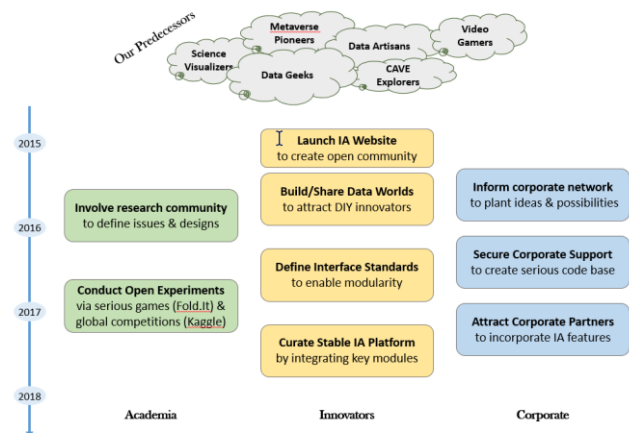 Our Predecessors
Metaverse
Pioneers
Video
Gamers
Science
Visualizers
Data Artisans
Data Geeks
CAVE
Explorers
2015
Launch IA Website
to create open community
Build/Share Data Worlds
to attract DIY innovators
Inform corporate network
to plant ideas & possibilities
Involve research community
to define issues & designs
2016
Define Interface Standards
to enable modularity
Secure Corporate Support
to create serious code base
Conduct Open Experiments
via serious games (Fold.It) &
global competitions (Kaggle)
2017
Attract Corporate Partners
to incorporate IA features
Curate Stable IA Platform
by integrating key modules
2018
Academia
Innovators
Corporate